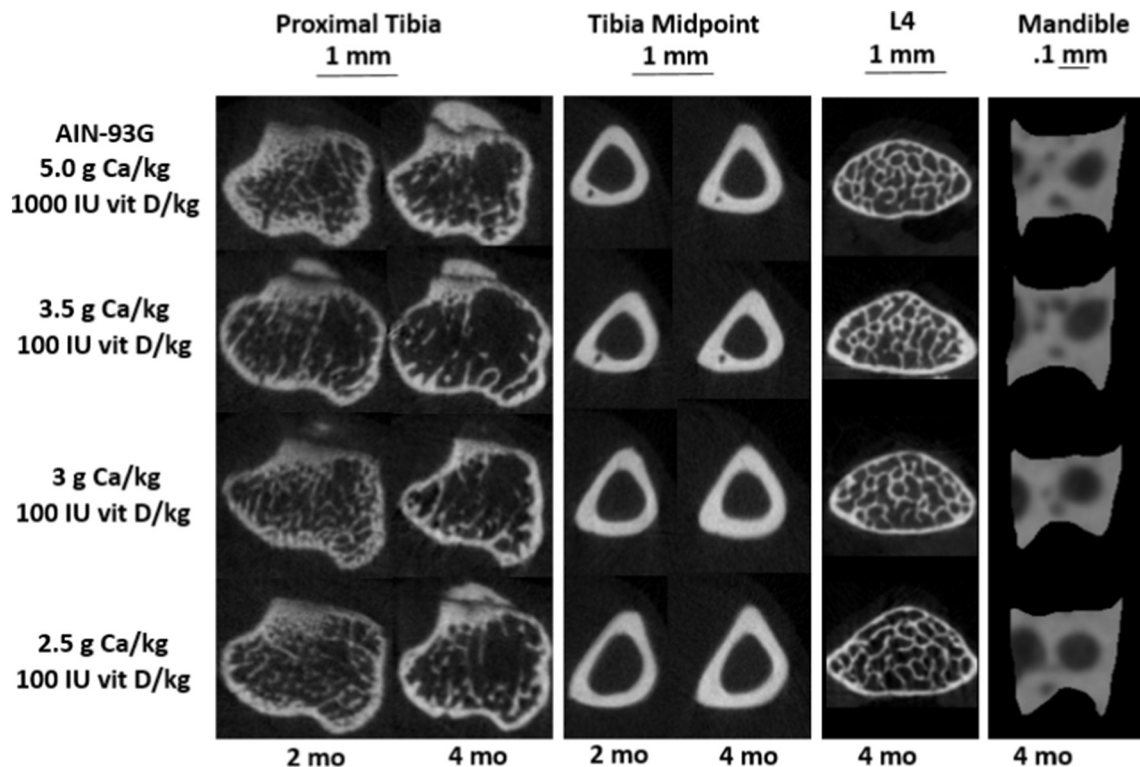 Proximal Tibia
1 mm
Tibia Midpoint
1 mm
L4
1 mm
Mandible
.1 mm
AIN-93G
5.0 g Ca/kg
1000 IU vit D/kg
3.5 g Ca/kg
100 IU vit D/kg
3 g Ca/kg
100 IU vit D/kg
2.5 g Ca/kg
100 IU vit D/kg
2 mo
4 mo
2 mo
4 mo
4 mo
4 mo